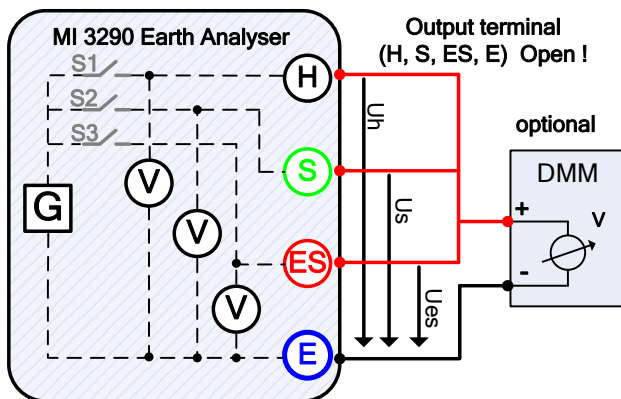 MI 3290 Earth Analyser
Output terminal
(H, S, ES, E) Open !
S1
S2
S3
H
Uh
optional
DMM
S
Us
V
G
V
+
V
-
ES
Ues
V
E